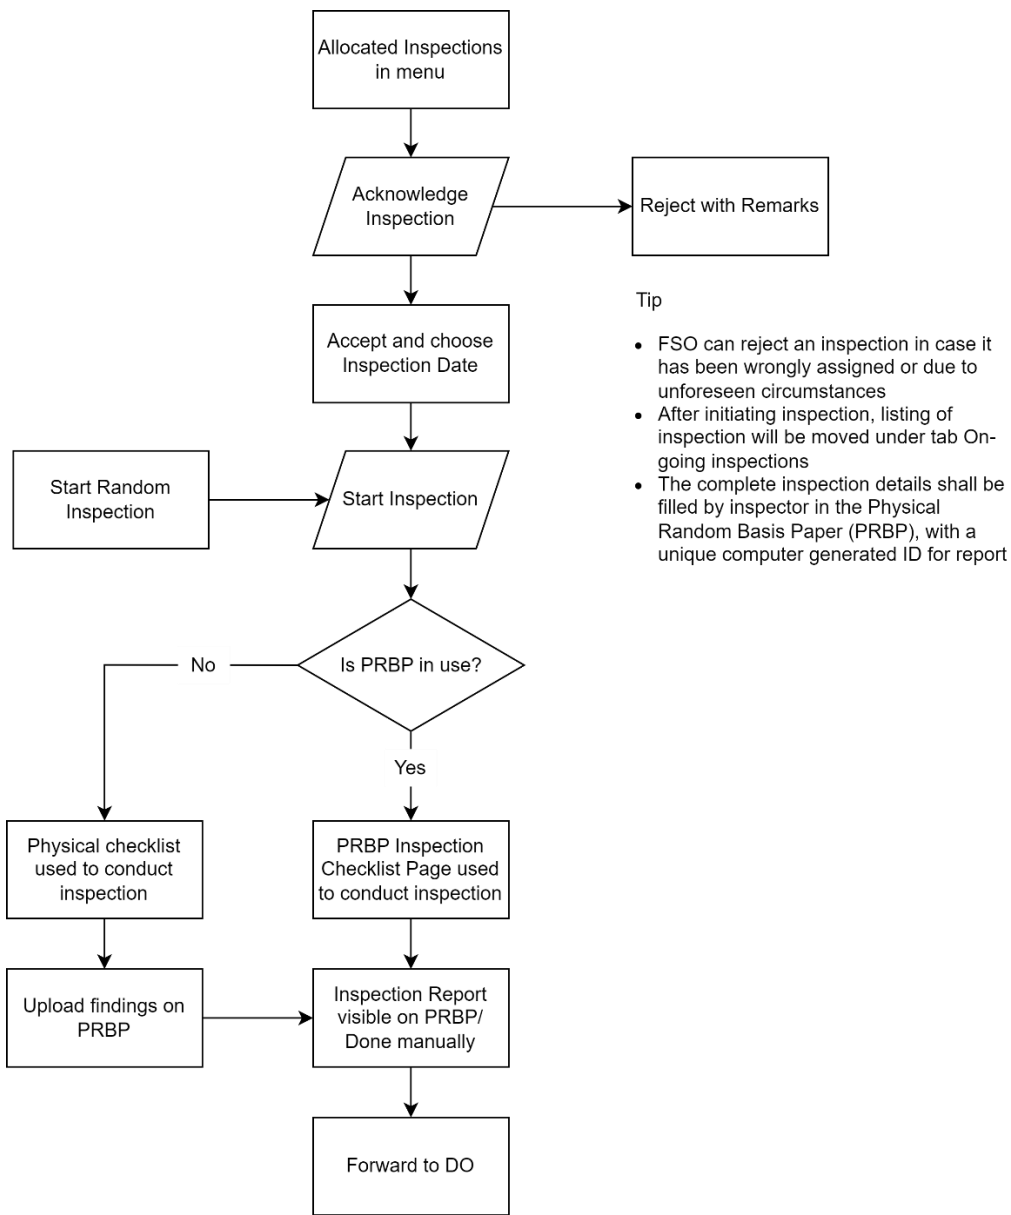 Allocated Inspections
in menu
Acknowledge
Inspection
Reject with Remarks
Tip
• FSO can reject an inspection in case it
has been wrongly assigned or due to
unforeseen circumstances
• After initiating inspection, listing of
inspection will be moved under tab On-
going inspections
• The complete inspection details shall be
filled by inspector in the Physical
Random Basis Paper (PRBP), with a
unique computer generated ID for report
Accept and choose
Inspection Date
Start Random
Inspection
Start Inspection
Is PRBP in use?
No
Yes
Physical checklist
used to conduct
inspection
PRBP Inspection
Checklist Page used
to conduct inspection
Upload findings on
PRBP
Inspection Report
visible on PRBP/
Done manually
Forward to DO